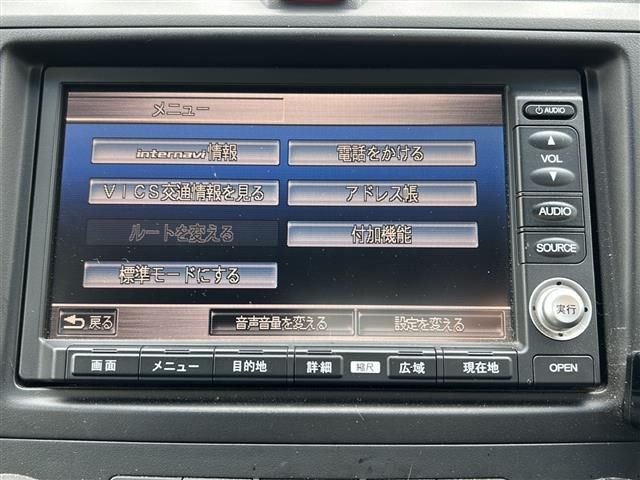 メニュー
AUDIO
internavi情報
電話をかける
VOL
VICS交通情報を見る
アドレス帳
AUDIO
ルートを変える
付加機能
SOURCE
標準モードにする
実行
戻る
音声音量を変える
設定を変える
画面
メニュー
目的地
詳細
縮尺
広域
現在地
OPEN